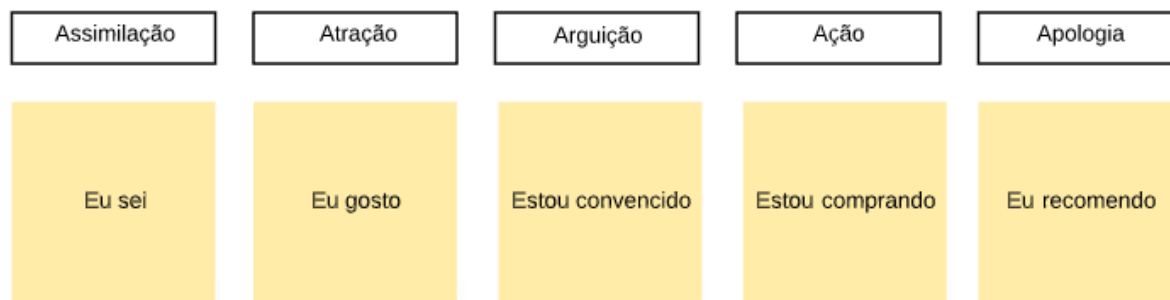 Assimilação
Atração
Arguição
Ação
Apologia
Eu sei
Eu gosto
Estou convencido
Estou comprando
Eu recomendo